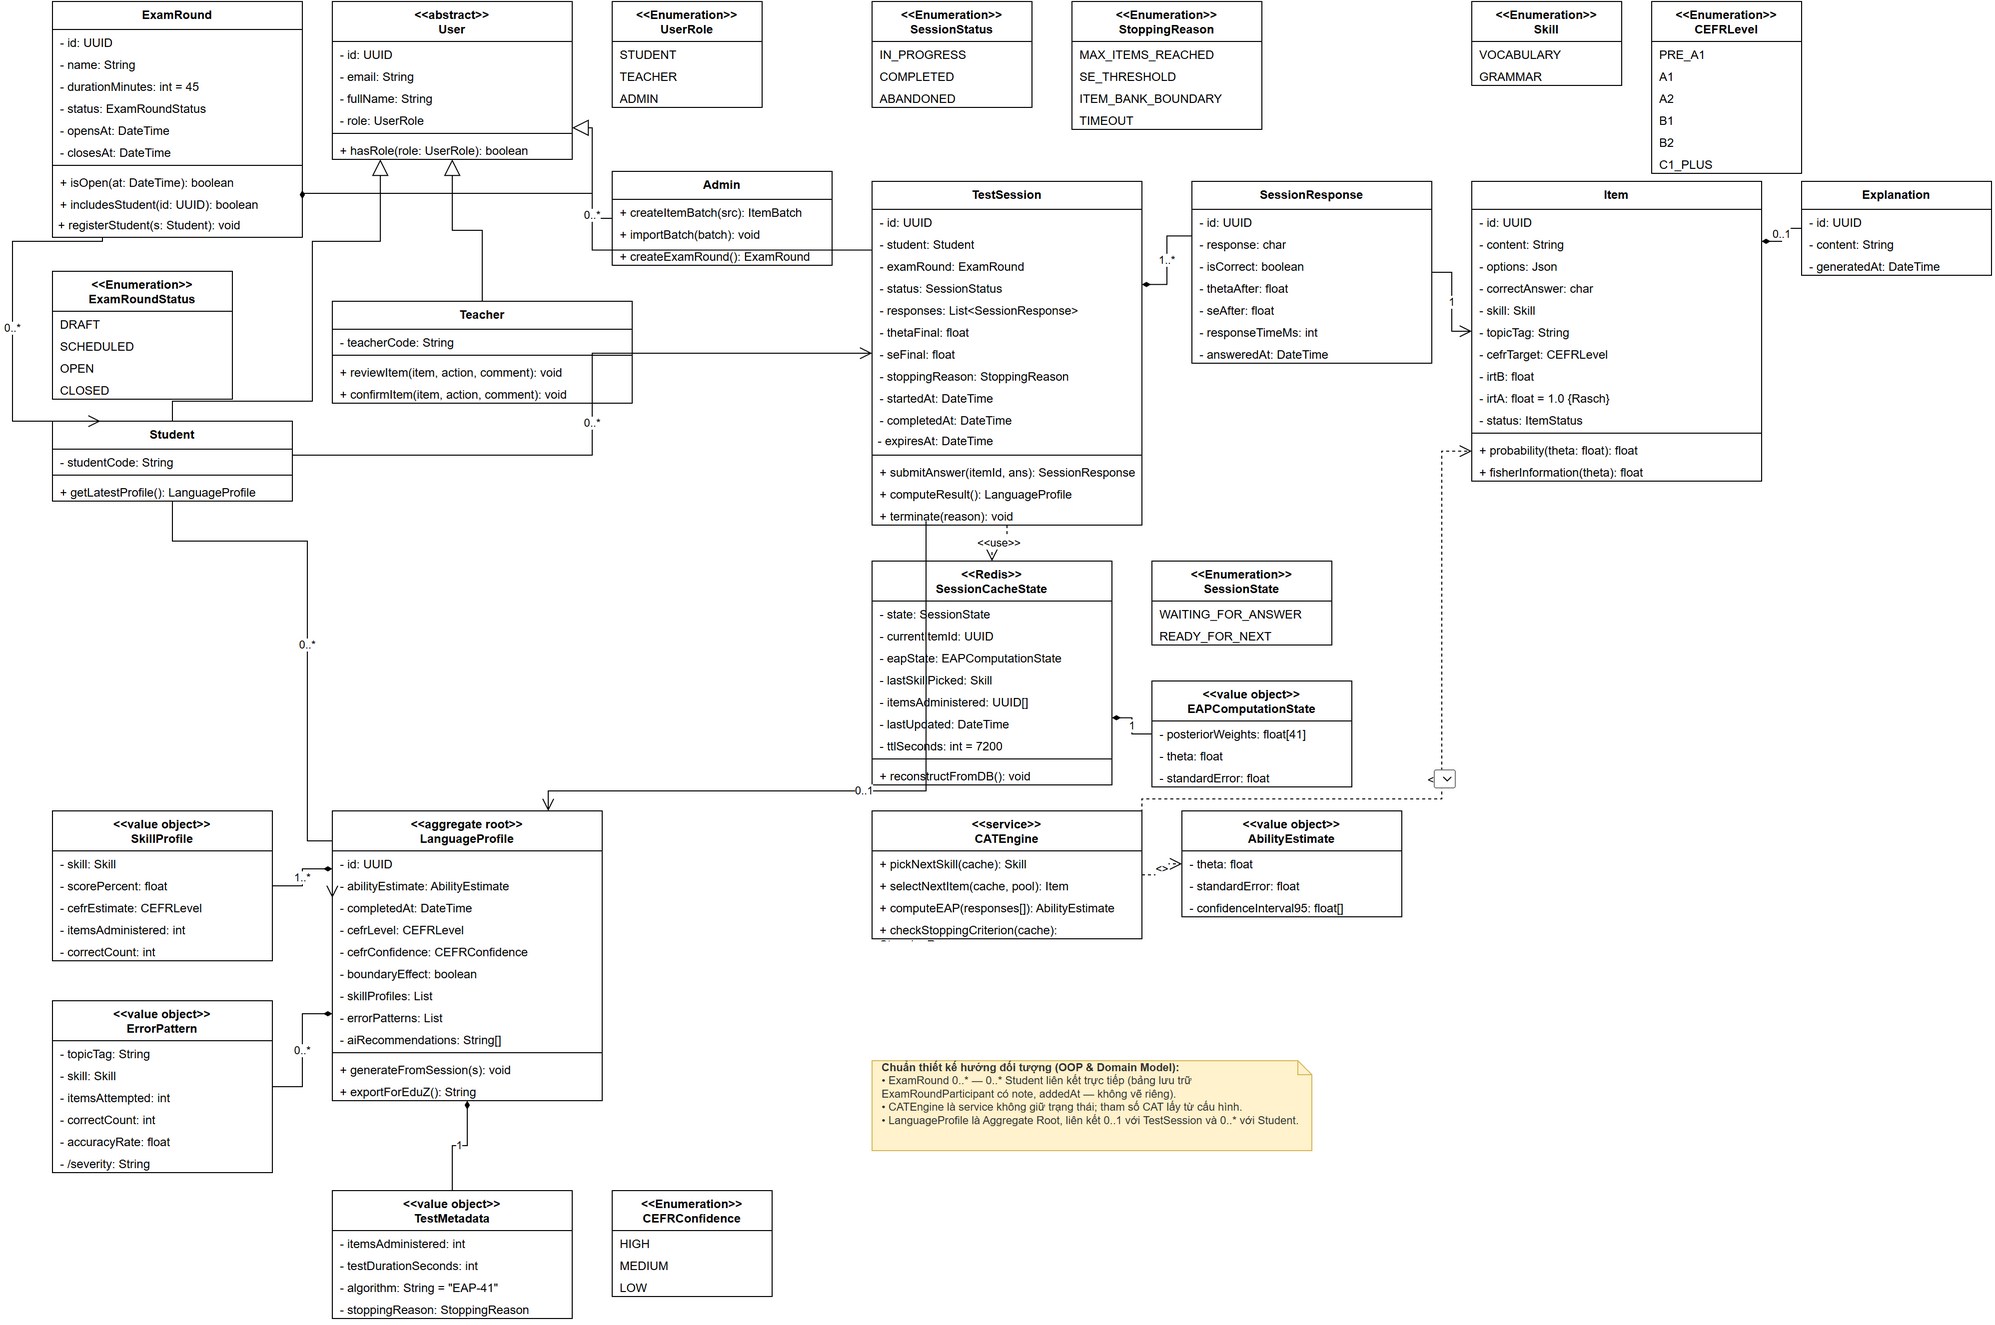 ExamRound
- id: UUID
- name: String
- durationMinutes: int = 45
- status: ExamRoundStatus
- opensAt: DateTime
- closesAt: DateTime
+ isOpen(at: DateTime): boolean
+ includesStudent(id: UUID): boolean
+ registerStudent(s: Student): void
<<abstract>>
User
- id: UUID
- email: String
- fullName: String
- role: UserRole
+ hasRole(role: UserRole): boolean
<<Enumeration>>
UserRole
STUDENT
TEACHER
ADMIN
<<Enumeration>>
SessionStatus
IN_PROGRESS
COMPLETED
ABANDONED
<<Enumeration>>
StoppingReason
MAX_ITEMS_REACHED
SE_THRESHOLD
ITEM_BANK_BOUNDARY
TIMEOUT
<<Enumeration>>
Skill
VOCABULARY
GRAMMAR
<<Enumeration>>
CEFRLevel
PRE_A1
A1
A2
B1
B2
C1_PLUS
Admin
+ createItemBatch(src): ItemBatch
+ importBatch(batch): void
+ createExamRound(): ExamRound
0..*
TestSession
- id: UUID
- student: Student
- examRound: ExamRound
- status: SessionStatus
- responses: List<SessionResponse>
- thetaFinal: float
- seFinal: float
- stoppingReason: StoppingReason
- startedAt: DateTime
- completedAt: DateTime
- expiresAt: DateTime
+ submitAnswer(itemId, ans): SessionResponse
+ computeResult(): LanguageProfile
+ terminate(reason): void
1..*
SessionResponse
- id: UUID
- response: char
- isCorrect: boolean
- thetaAfter: float
- seAfter: float
- responseTimeMs: int
- answeredAt: DateTime
1
Item
- id: UUID
- content: String
- options: Json
- correctAnswer: char
- skill: Skill
- topicTag: String
- cefrTarget: CEFRLevel
- irtB: float
- irtA: float = 1.0 {Rasch}
- status: ItemStatus
+ probability(theta: float): float
+ fisherInformation(theta): float
0..1
Explanation
- id: UUID
- content: String
- generatedAt: DateTime
<<Enumeration>>
ExamRoundStatus
DRAFT
SCHEDULED
OPEN
CLOSED
0..*
Teacher
- teacherCode: String
+ reviewItem(item, action, comment): void
+ confirmItem(item, action, comment): void
0..*
Student
- studentCode: String
+ getLatestProfile(): LanguageProfile
<<use>>
<<Redis>>
SessionCacheState
- state: SessionState
- currentItemId: UUID
- eapState: EAPComputationState
- lastSkillPicked: Skill
- itemsAdministered: UUID[]
- lastUpdated: DateTime
- ttlSeconds: int = 7200
+ reconstructFromDB(): void
<<Enumeration>>
SessionState
WAITING_FOR_ANSWER
READY_FOR_NEXT
0..*
1
<<value object>>
EAPComputationState
- posteriorWeights: float[41]
- theta: float
- standardError: float
<
0..1
<<value object>>
SkillProfile
- skill: Skill
- scorePercent: float
- cefrEstimate: CEFRLevel
- itemsAdministered: int
- correctCount: int
1..*
<<aggregate root>>
LanguageProfile
- id: UUID
- abilityEstimate: AbilityEstimate
- completedAt: DateTime
- cefrLevel: CEFRLevel
- cefrConfidence: CEFRConfidence
- boundaryEffect: boolean
- skillProfiles: List
- errorPatterns: List
- aiRecommendations: String[]
+ generateFromSession(s): void
+ exportForEduZ(): String
<<service>>
CATEngine
+ pickNextSkill(cache): Skill
+ selectNextItem(cache, pool): Item
+ computeEAP(responses[]): AbilityEstimate
+ checkStoppingCriterion(cache):
<>
<<value object>>
AbilityEstimate
- theta: float
- standardError: float
- confidenceInterval95: float[]
<<value object>>
ErrorPattern
- topicTag: String
- skill: Skill
- itemsAttempted: int
- correctCount: int
- accuracyRate: float
- /severity: String
0..*
Chuẩn thiết kế hướng đối tượng (OOP & Domain Model):
• ExamRound 0..* — 0..* Student liên kết trực tiếp (bảng lưu trữ
ExamRoundParticipant có note, addedAt — không vẽ riêng).
• CATEngine là service không giữ trạng thái; tham số CAT lấy từ cấu hình.
• LanguageProfile là Aggregate Root, liên kết 0..1 với TestSession và 0..* với Student.
1
<<value object>>
TestMetadata
- itemsAdministered: int
- testDurationSeconds: int
- algorithm: String = "EAP-41"
- stoppingReason: StoppingReason
<<Enumeration>>
CEFRConfidence
HIGH
MEDIUM
LOW